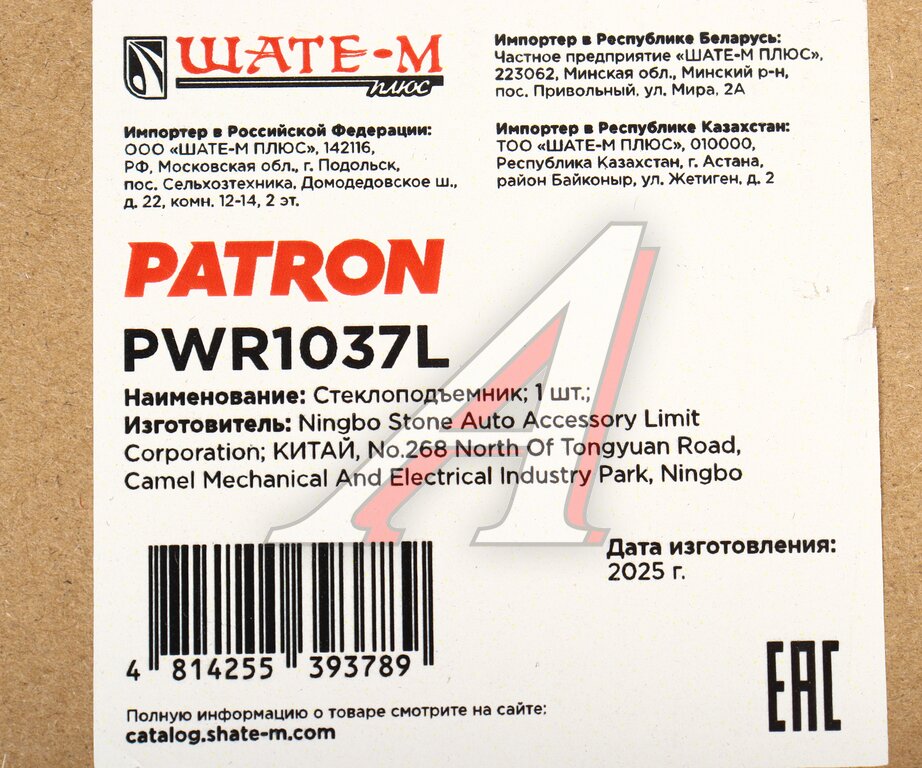 ШАТЕ-М
плюс
Импортер в Республике Беларусь:
Частное предприятие «ШАТЕ-М ПЛЮС»,
223062, Минская обл., Минский р-н,
пос. Привольный, ул. Мира, 2А
Импортер в Российской Федерации:
ООО «ШАТЕ-М ПЛЮС», 142116,
РФ, Московская обл., г. Подольск,
пос. Сельхозтехника, Домодедовское ш.,
д. 22, комн. 12-14, 2 эт.
Импортер в Республике Казахстан:
ТОО «ШАТЕ-М ПЛЮС», 010000,
Республика Казахстан, г. Астана,
район Байконыр, ул. Жетиген, д. 2
PATRON
PWR1037L
Наименование: Стеклоподъемник; 1 шт.;
Изготовитель: Ningbo Stone Auto Accessory Limit
Corporation; КИТАЙ, No.268 North Of Tongyuan Road,
Camel Mechanical And Electrical Industry Park, Ningbo
Дата изготовления:
2025 г.
4 814255 393789
EAC
Полную информацию о товаре смотрите на сайте:
catalog.shate-m.com